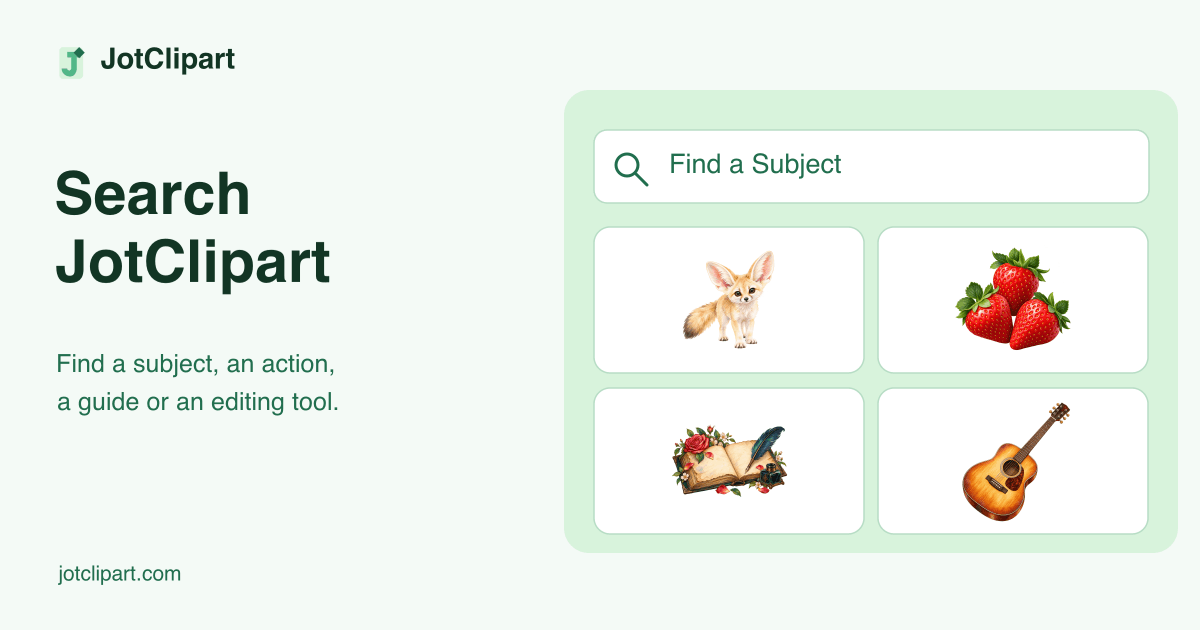 JotClipart
Search
JotClipart
Find a subject, an action,
a guide or an editing tool.
jotclipart.com
Find a Subject